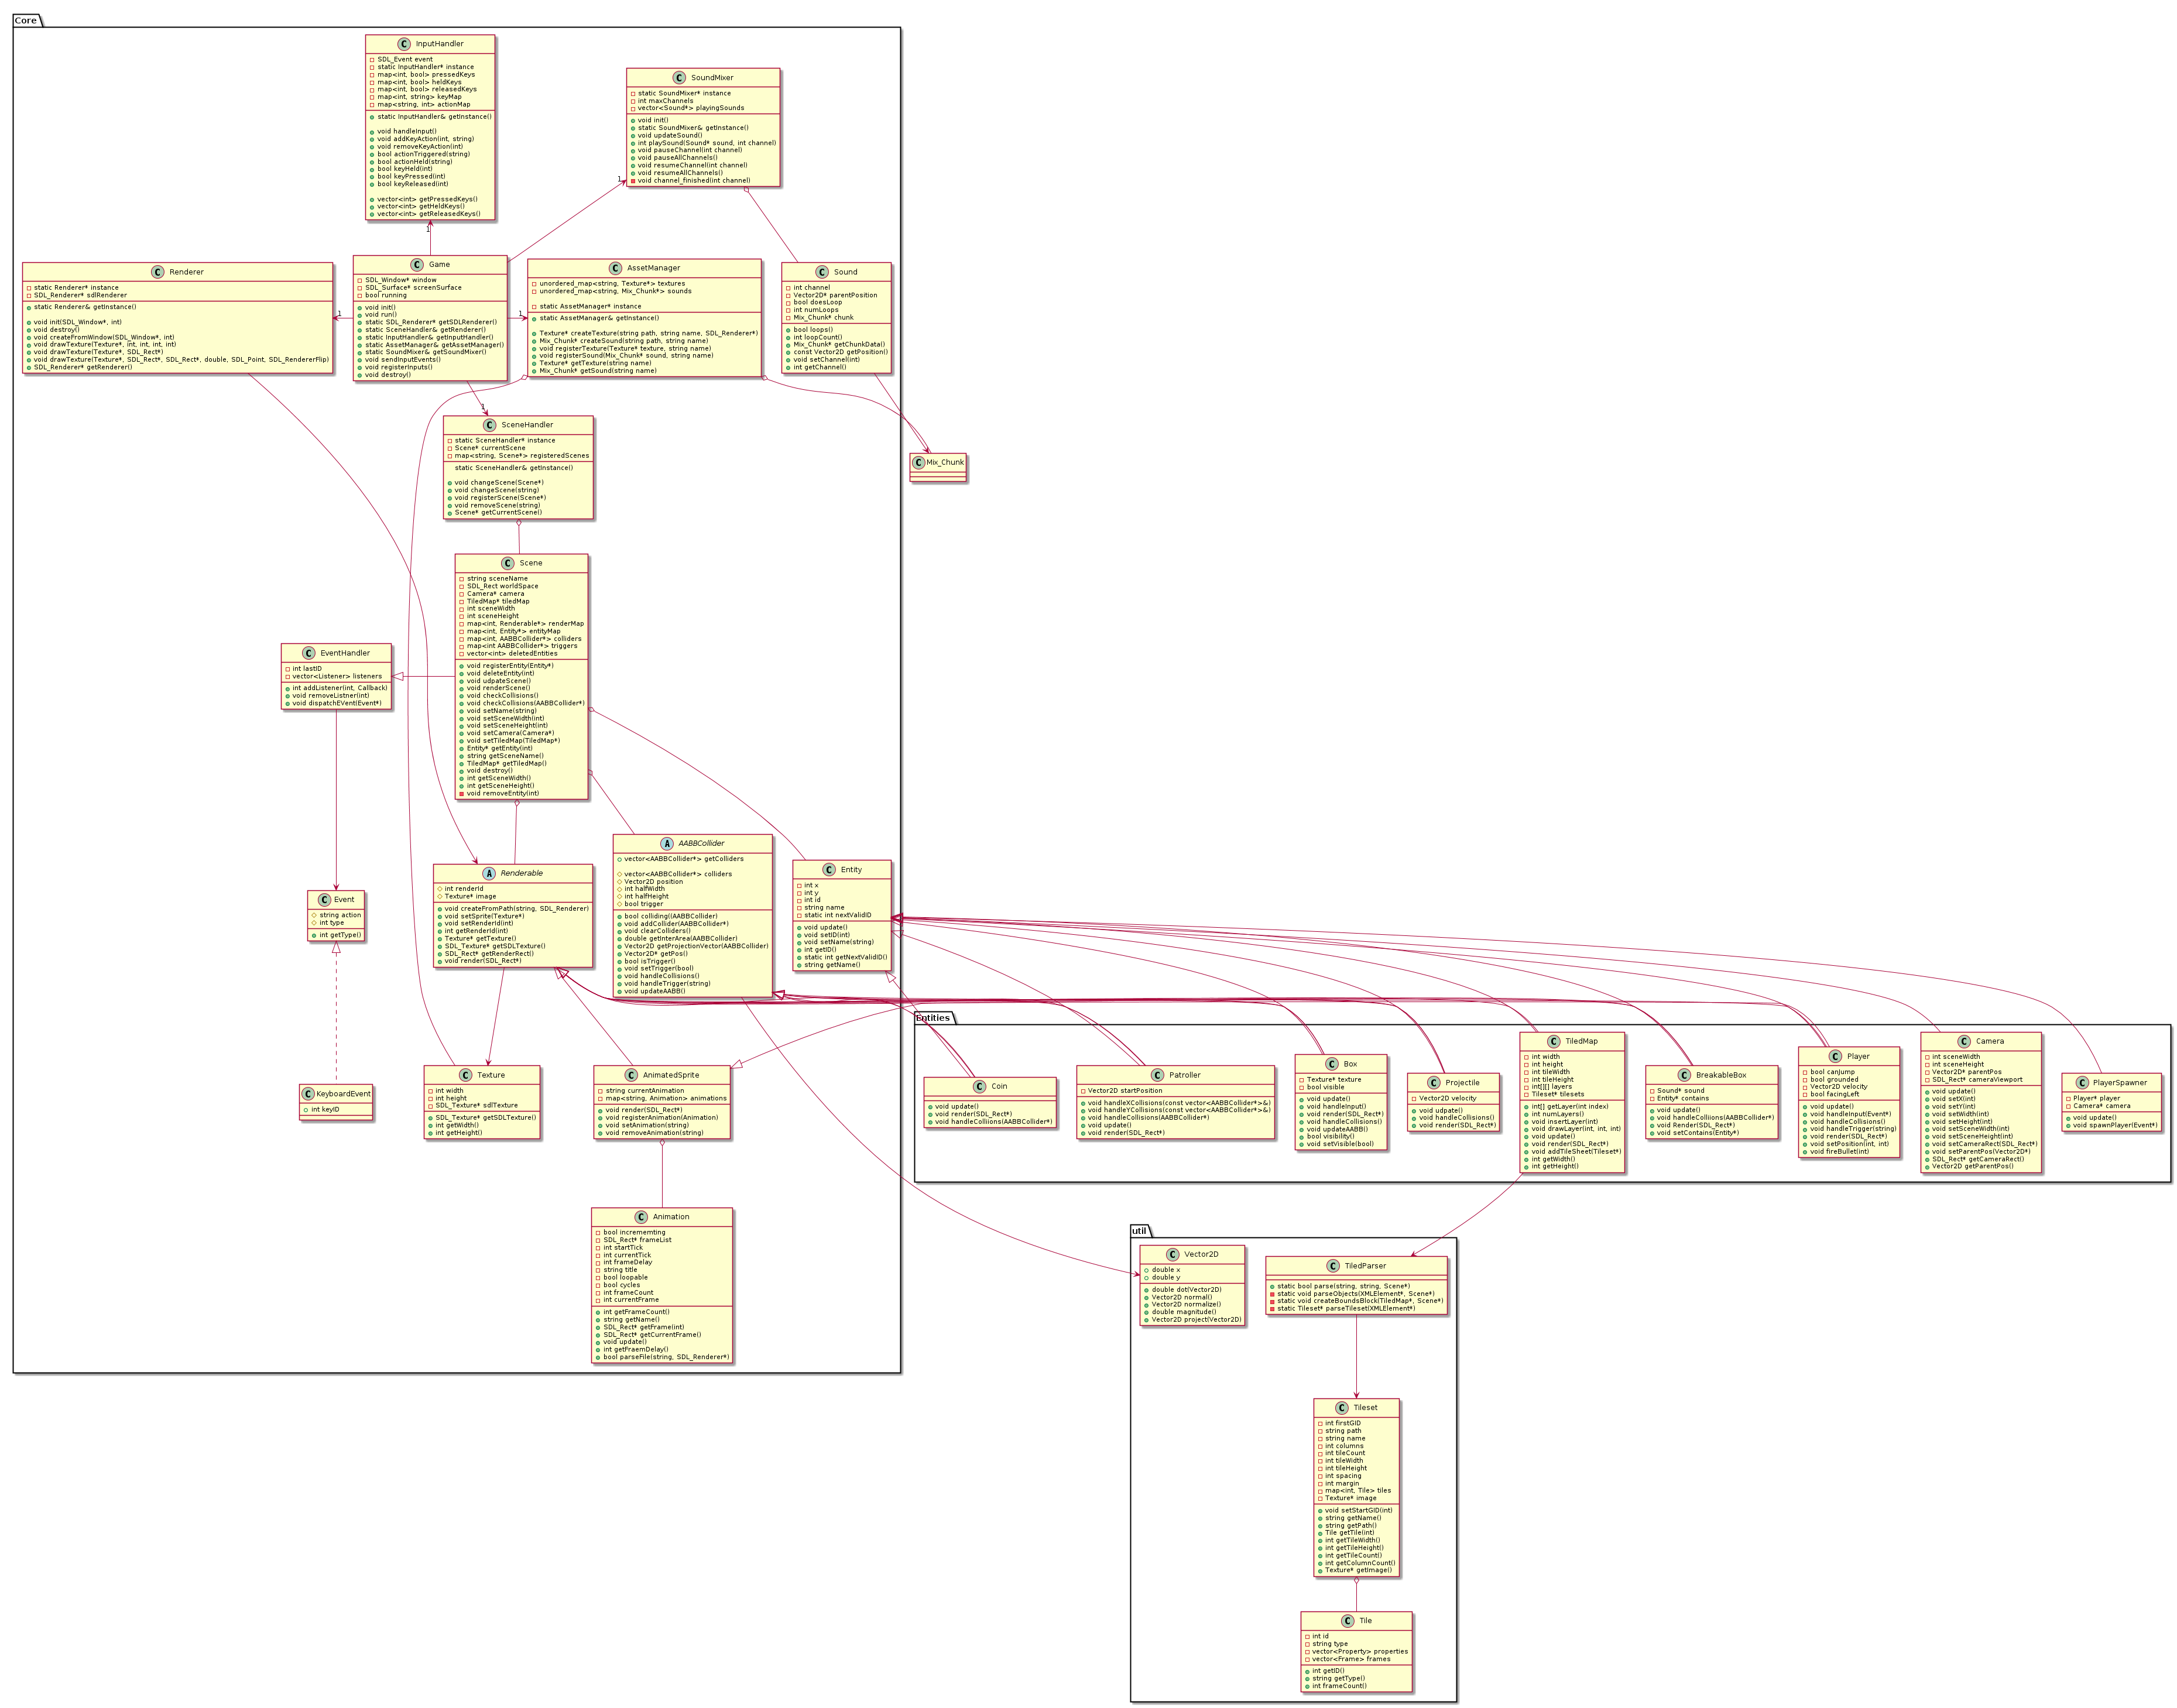 Core
InputHandler
SDL_Event event
static InputHandler* instance
map<int, bool> pressedKeys
map<int, bool> heldKeys
map<int, bool> releasedKeys
map<int, string> keyMap
map<string, int> actionMap
static InputHandler& getInstance()
void handleInput()
void addKeyAction(int, string)
void removeKeyAction(int)
bool actionTriggered(string)
bool actionHeld(string)
bool keyHeld(int)
bool keyPressed(int)
bool keyReleased(int)
vector<int> getPressedKeys()
vector<int> getHeldKeys()
vector<int> getReleasedKeys()
SoundMixer
static SoundMixer* instance
int maxChannels
vector<Sound*> playingSounds
void init()
static SoundMixer& getInstance()
void updateSound()
int playSound(Sound* sound, int channel)
void pauseChannel(int channel)
void pauseAllChannels()
void resumeChannel(int channel)
void resumeAllChannels()
void channel_finished(int channel)
1
1
Renderer
static Renderer* instance
SDL_Renderer* sdlRenderer
static Renderer& getInstance()
void init(SDL_Window*, int)
void destroy()
void createFromWindow(SDL_Window*, int)
void drawTexture(Texture*, int, int, int, int)
void drawTexture(Texture*, SDL_Rect*)
void drawTexture(Texture*, SDL_Rect*, SDL_Rect*, double, SDL_Point, SDL_RendererFlip)
SDL_Renderer* getRenderer()
1
Game
SDL_Window* window
SDL_Surface* screenSurface
bool running
void init()
void run()
static SDL_Renderer* getSDLRenderer()
static SceneHandler& getRenderer()
static InputHandler& getInputHandler()
static AssetManager& getAssetManager()
static SoundMixer& getSoundMixer()
void sendInputEvents()
void registerInputs()
void destroy()
1
AssetManager
unordered_map<string, Texture*> textures
unordered_map<string, Mix_Chunk*> sounds
static AssetManager* instance
static AssetManager& getInstance()
Texture* createTexture(string path, string name, SDL_Renderer*)
Mix_Chunk* createSound(string path, string name)
void registerTexture(Texture* texture, string name)
void registerSound(Mix_Chunk* sound, string name)
Texture* getTexture(string name)
Mix_Chunk* getSound(string name)
Sound
int channel
Vector2D* parentPosition
bool doesLoop
int numLoops
Mix_Chunk* chunk
bool loops()
int loopCount()
Mix_Chunk* getChunkData()
const Vector2D getPosition()
void setChannel(int)
int getChannel()
1
SceneHandler
static SceneHandler* instance
Scene* currentScene
map<string, Scene*> registeredScenes
static SceneHandler& getInstance()
void changeScene(Scene*)
void changeScene(string)
void registerScene(Scene*)
void removeScene(string)
Scene* getCurrentScene()
Mix_Chunk
Scene
string sceneName
SDL_Rect worldSpace
Camera* camera
TiledMap* tiledMap
int sceneWidth
int sceneHeight
map<int, Renderable*> renderMap
map<int, Entity*> entityMap
map<int, AABBCollider*> colliders
map<int AABBCollider*> triggers
vector<int> deletedEntities
void registerEntity(Entity*)
void deleteEntity(int)
void udpateScene()
void renderScene()
void checkCollisions()
void checkCollisions(AABBCollider*)
void setName(string)
void setSceneWidth(int)
void setSceneHeight(int)
void setCamera(Camera*)
void setTiledMap(TiledMap*)
Entity* getEntity(int)
string getSceneName()
TiledMap* getTiledMap()
void destroy()
int getSceneWidth()
int getSceneHeight()
void removeEntity(int)
EventHandler
int lastID
vector<Listener> listeners
int addListener(int, Callback)
void removeListner(int)
void dispatchEVent(Event*)
Event
string action
int type
int getType()
Renderable
int renderId
Texture* image
void createFromPath(string, SDL_Renderer)
void setSprite(Texture*)
void setRenderId(int)
int getRenderId(int)
Texture* getTexture()
SDL_Texture* getSDLTexture()
SDL_Rect* getRenderRect()
void render(SDL_Rect*)
AABBCollider
vector<AABBCollider*> getColliders
vector<AABBCollider*> colliders
Vector2D position
int halfWidth
int halfHeight
bool trigger
bool colliding((AABBCollider)
void addCollider(AABBCollider*)
void clearColliders()
double getInterArea(AABBCollider)
Vector2D getProjectionVector(AABBCollider)
Vector2D* getPos()
bool isTrigger()
void setTrigger(bool)
void handleCollisions()
void handleTrigger(string)
void updateAABB()
Entity
int x
int y
int id
string name
static int nextValidID
void update()
void setID(int)
void setName(string)
int getID()
static int getNextValidID()
string getName()
KeyboardEvent
int keyID
Texture
int width
int height
SDL_Texture* sdlTexture
SDL_Texture* getSDLTexture()
int getWidth()
int getHeight()
AnimatedSprite
string currentAnimation
map<string, Animation> animations
void render(SDL_Rect*)
void registerAnimation(Animation)
void setAnimation(string)
void removeAnimation(string)
Animation
bool incrememting
SDL_Rect* frameList
int startTick
int currentTick
int frameDelay
string title
bool loopable
bool cycles
int frameCount
int currentFrame
int getFrameCount()
string getName()
SDL_Rect* getFrame(int)
SDL_Rect* getCurrentFrame()
void update()
int getFraemDelay()
bool parseFile(string, SDL_Renderer*)
Entities
Coin
void update()
void render(SDL_Rect*)
void handleColliions(AABBCollider*)
Patroller
Vector2D startPosition
void handleXCollisions(const vector<AABBCollider*>&)
void handleYCollisions(const vector<AABBCollider*>&)
void handleCollisions(AABBCollider*)
void update()
void render(SDL_Rect*)
Box
Texture* texture
bool visible
void update()
void handleInput()
void render(SDL_Rect*)
void handleCollisions()
void updateAABB()
bool visibility()
void setVisible(bool)
Projectile
Vector2D velocity
void udpate()
void handleCollisions()
void render(SDL_Rect*)
TiledMap
int width
int height
int tileWidth
int tileHeight
int[][] layers
Tileset* tilesets
int[] getLayer(int index)
int numLayers()
void insertLayer(int)
void drawLayer(int, int, int)
void update()
void render(SDL_Rect*)
void addTileSheet(Tileset*)
int getWidth()
int getHeight()
BreakableBox
Sound* sound
Entity* contains
void update()
void handleColliions(AABBCollider*)
void Render(SDL_Rect*)
void setContains(Entity*)
Player
bool canJump
bool grounded
Vector2D velocity
bool facingLeft
void update()
void handleInput(Event*)
void handleCollisions()
void handleTrigger(string)
void render(SDL_Rect*)
void setPosition(int, int)
void fireBullet(int)
Camera
int sceneWidth
int sceneHeight
Vector2D* parentPos
SDL_Rect* cameraViewport
void update()
void setX(int)
void setY(int)
void setWidth(int)
void setHeight(int)
void setSceneWidth(int)
void setSceneHeight(int)
void setCameraRect(SDL_Rect*)
void setParentPos(Vector2D*)
SDL_Rect* getCameraRect()
Vector2D getParentPos()
PlayerSpawner
Player* player
Camera* camera
void update()
void spawnPlayer(Event*)
util
Vector2D
double x
double y
double dot(Vector2D)
Vector2D normal()
Vector2D normalize()
double magnitude()
Vector2D project(Vector2D)
TiledParser
static bool parse(string, string, Scene*)
static void parseObjects(XMLElement*, Scene*)
static void createBoundsBlock(TiledMap*, Scene*)
static Tileset* parseTileset(XMLElement*)
Tileset
int firstGID
string path
string name
int columns
int tileCount
int tileWidth
int tileHeight
int spacing
int margin
map<int, Tile> tiles
Texture* image
void setStartGID(int)
string getName()
string getPath()
Tile getTile(int)
int getTileWidth()
int getTileHeight()
int getTileCount()
int getColumnCount()
Texture* getImage()
Tile
int id
string type
vector<Property> properties
vector<Frame> frames
int getID()
string getType()
int frameCount()